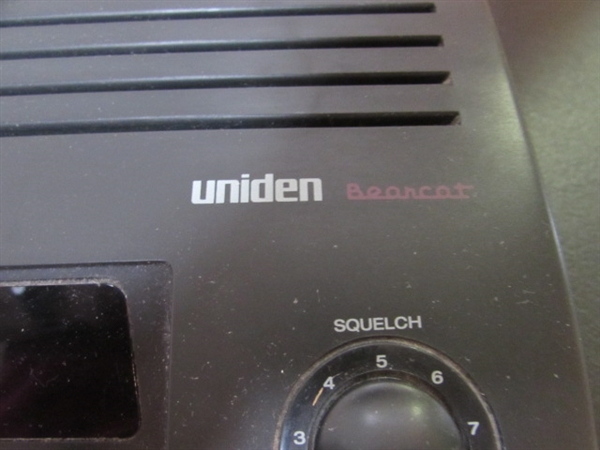 uniden Bearcat
SQUELCH
3 4 5 6 7